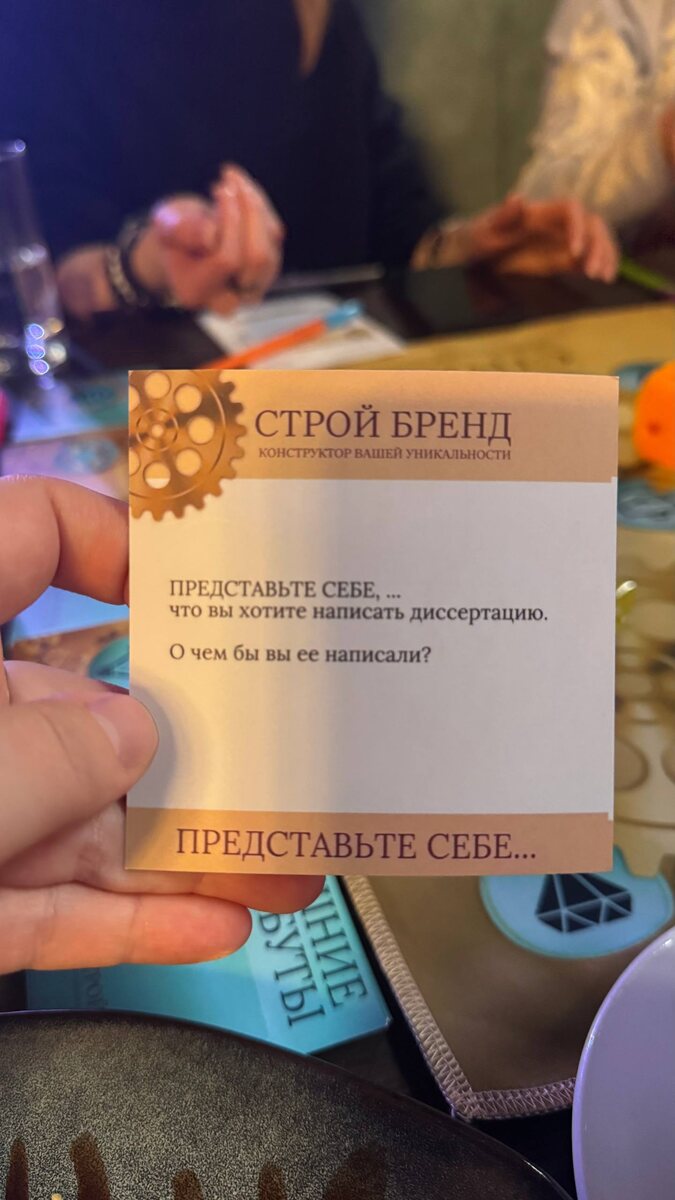 СТРОЙ БРЕНД
КОНСТРУКТОР ВАШЕЙ УНИКАЛЬНОСТИ
ПРЕДСТАВЬТЕ СЕБЕ, ...
что вы хотите написать диссертацию.
О чем бы вы ее написали?
ПРЕДСТАВЬТЕ СЕБЕ...